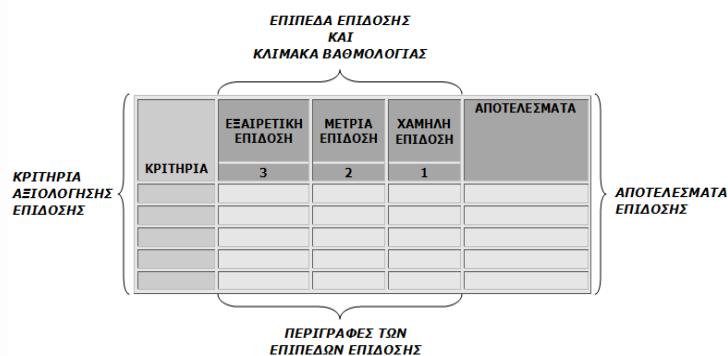 ΕΠΙΠΕΔΑ ΕΠΙΔΟΣΗΣ
ΚΑΙ
ΚΛΙΜΑΚΑ ΒΑΘΜΟΛΟΓΙΑΣ
ΚΡΙΤΗΡΙΑ
ΑΞΙΟΛΟΓΗΣΗΣ
ΕΠΙΔΟΣΗΣ
ΚΡΙΤΗΡΙΑ
ΕΞΑΙΡΕΤΙΚΗ
ΕΠΙΔΟΣΗ
3
ΜΕΤΡΙΑ
ΕΠΙΔΟΣΗ
2
ΧΑΜΗΛΗ
ΕΠΙΔΟΣΗ
1
ΑΠΟΤΕΛΕΣΜΑΤΑ
ΑΠΟΤΕΛΕΣΜΑΤΑ
ΕΠΙΔΟΣΗΣ
ΠΕΡΙΓΡΑΦΕΣ ΤΩΝ
ΕΠΙΠΕΔΩΝ ΕΠΙΔΟΣΗΣ